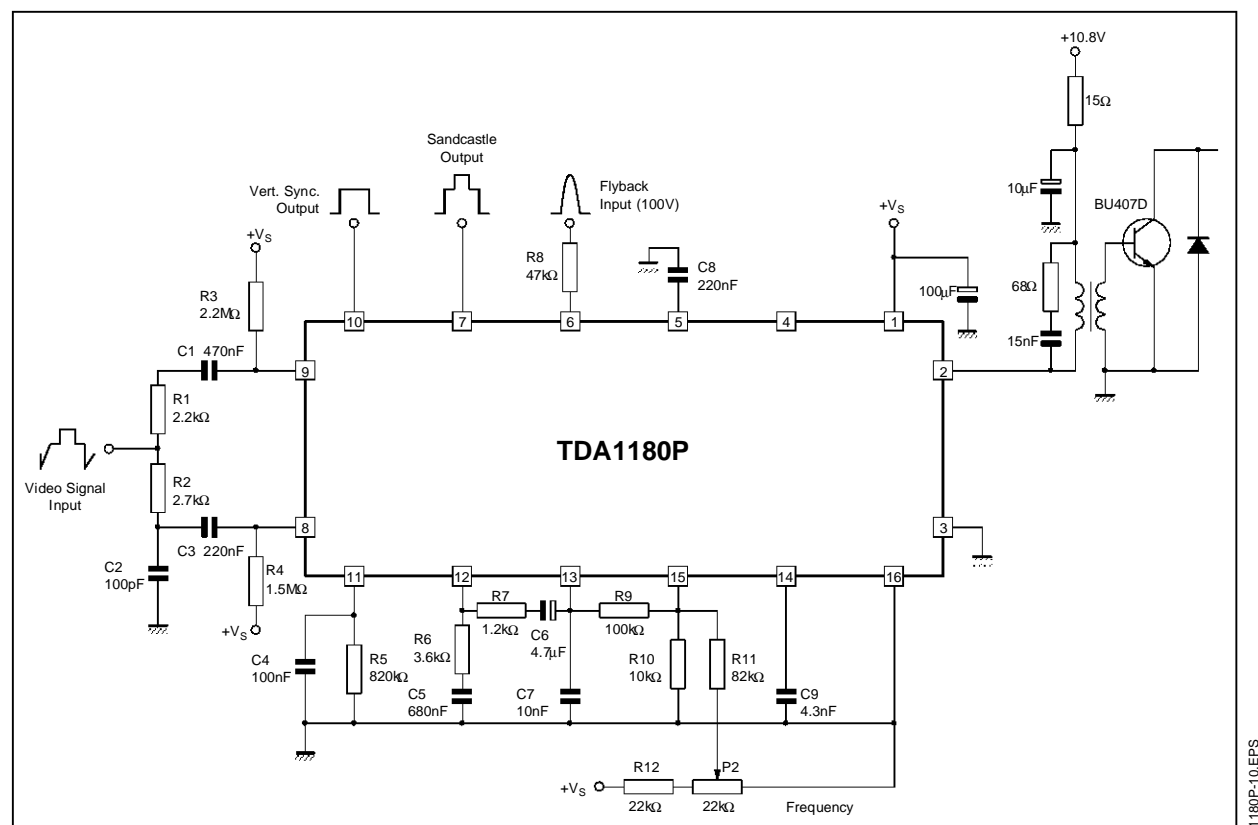 +10.8V
15Ω
Sandcastle
Output
10µF
BU407D
Vert. Sync.
Output
Flyback
Input (100V)
+VS
+VS
R8
47kΩ
C8
220nF
100µF
68Ω
R3
2.2MΩ
15nF
10
7
6
5
4
1
C1 470nF
9
2
R1
2.2kΩ
TDA1180P
Video Signal
Input
R2
2.7kΩ
8
3
C3 220nF
C2
100pF
R4
1.5MΩ
11
12
13
15
14
16
+VS
R7
1.2kΩ
C6
4.7µF
R9
100kΩ
R6
3.6kΩ
R10
10kΩ
R11
82kΩ
C4
100nF
R5
820kΩ
C5
680nF
C7
10nF
C9
4.3nF
+VS
R12
22kΩ
P2
22kΩ
Frequency
1180P-10.EPS